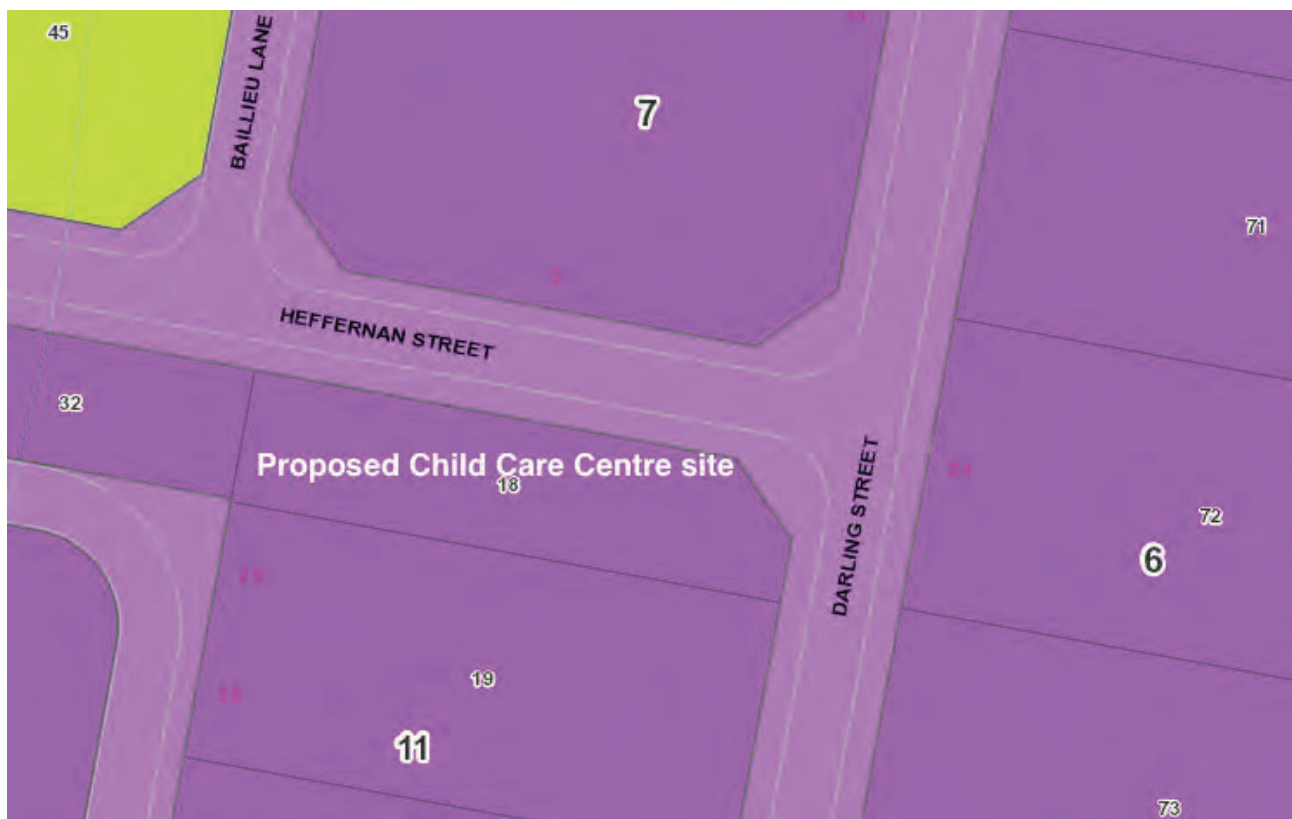 45
BAILLIEU LANE
7
71
HEFFERNAN STREET
32
Proposed Child Care Centre site
18
DARLING STREET
72
6
19
11
73